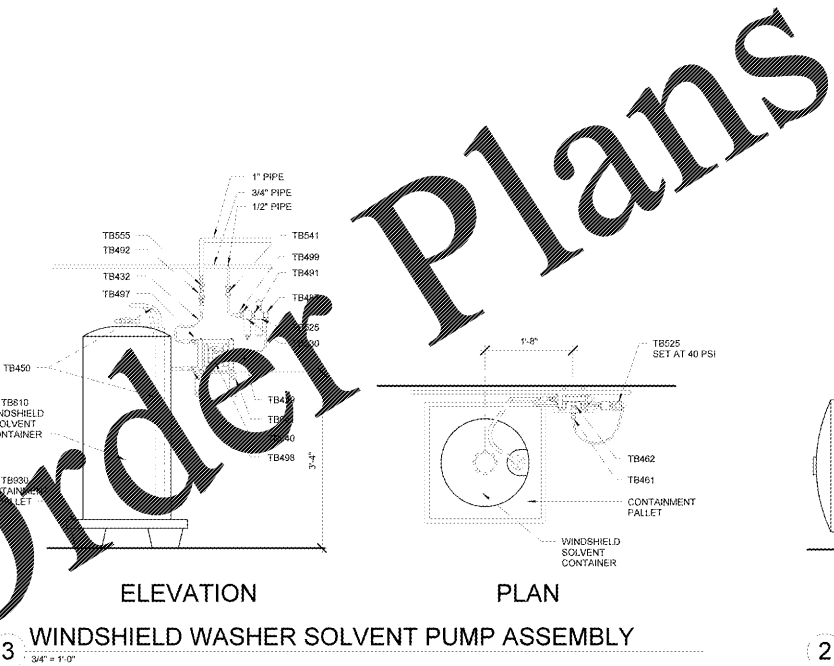 Order Plans
1" PIPE
3/4" PIPE
1/2" PIPE
TB555
TB492
TB432
TB497
TB541
TB499
TB491
TB450
TB810
SOLVENT
TB930
TB498
3'-4"
1'-8"
TB525
SET AT 40 PSI
TB462
TB461
CONTAINMENT
PALLET
WINDSHIELD
SOLVENT
CONTAINER
ELEVATION
PLAN
3 WINDSHIELD WASHER SOLVENT PUMP ASSEMBLY
3/4" = 1'-0"
2